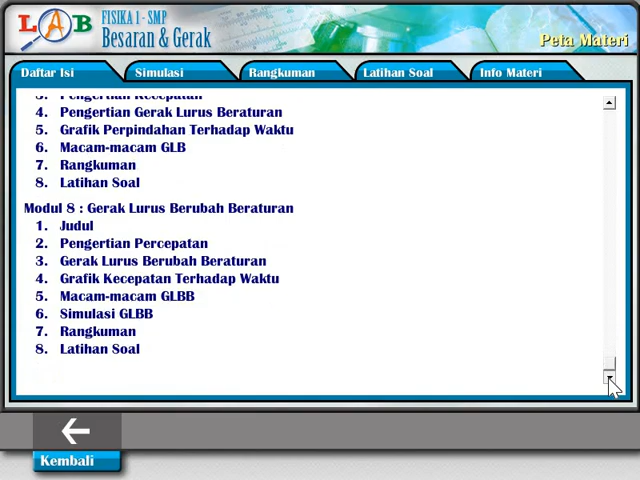 LAB
FISIKA 1 - SMP
Besaran & Gerak
Peta Materi
Daftar Isi
Simulasi
Rangkuman
Latihan Soal
Info Materi
3. Pengertian Kecepatan
4. Pengertian Gerak Lurus Beraturan
5. Grafik Perpindahan Terhadap Waktu
6. Macam-macam GLB
7. Rangkuman
8. Latihan Soal
Modul 8 : Gerak Lurus Berubah Beraturan
1. Judul
2. Pengertian Percepatan
3. Gerak Lurus Berubah Beraturan
4. Grafik Kecepatan Terhadap Waktu
5. Macam-macam GLBB
6. Simulasi GLBB
7. Rangkuman
8. Latihan Soal
Kembali